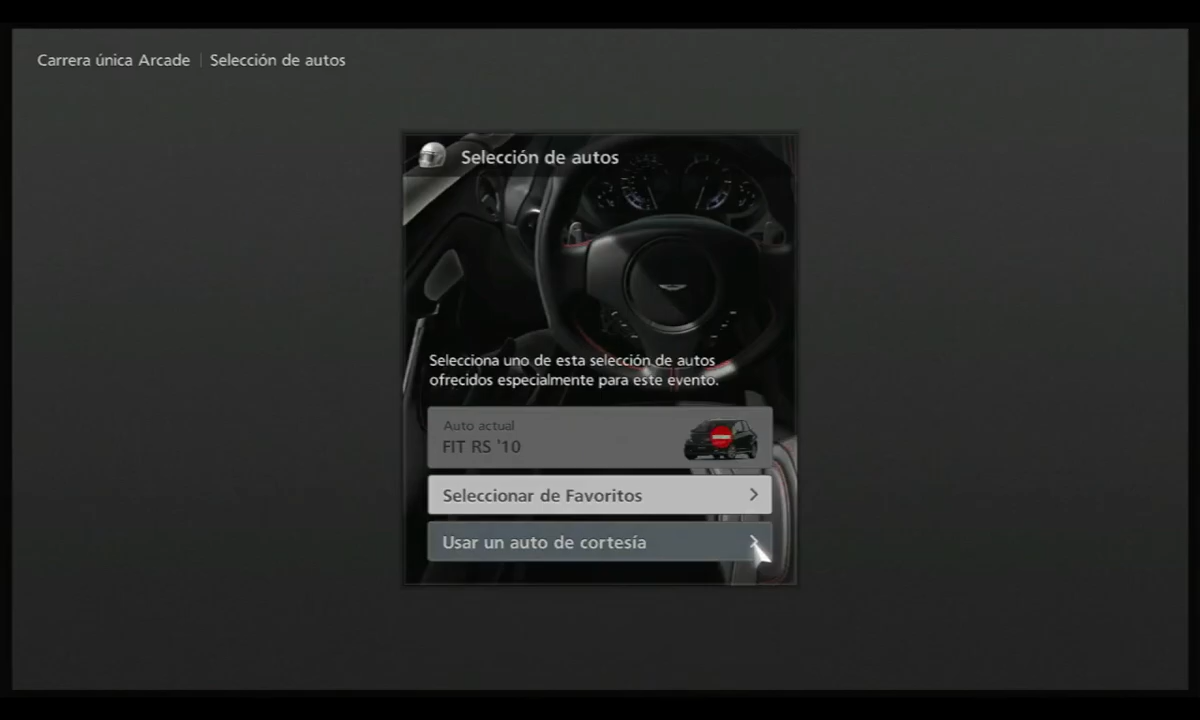 Carrera única Arcade | Selección de autos
Selección de autos
Selecciona uno de esta selección de autos
ofrecidos especialmente para este evento.
Auto actual
FIT RS '10
Seleccionar de Favoritos
Usar un auto de cortesía